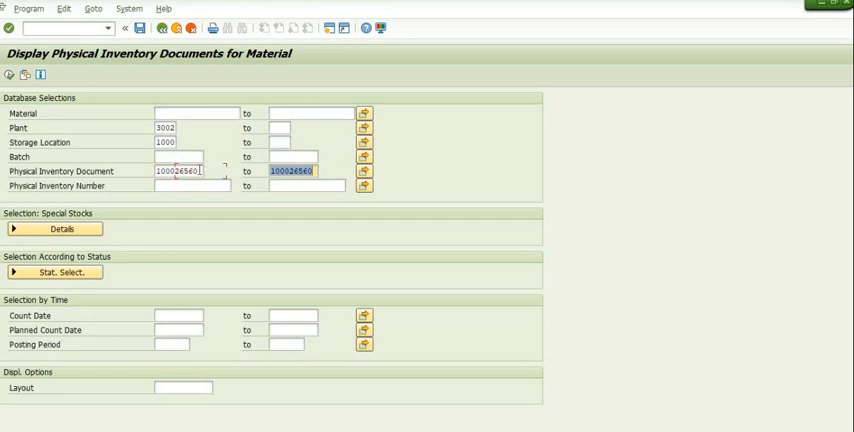 Program Edit Goto System Help
Display Physical Inventory Documents for Material
Database Selections
Material to
Plant 3002 to
Storage Location 1000 to
Batch to
Physical Inventory Document 100026560 to 100026560
Physical Inventory Number to
Selection: Special Stocks
Details
Selection According to Status
Stat. Select.
Selection by Time
Count Date to
Planned Count Date to
Posting Period to
Displ. Options
Layout